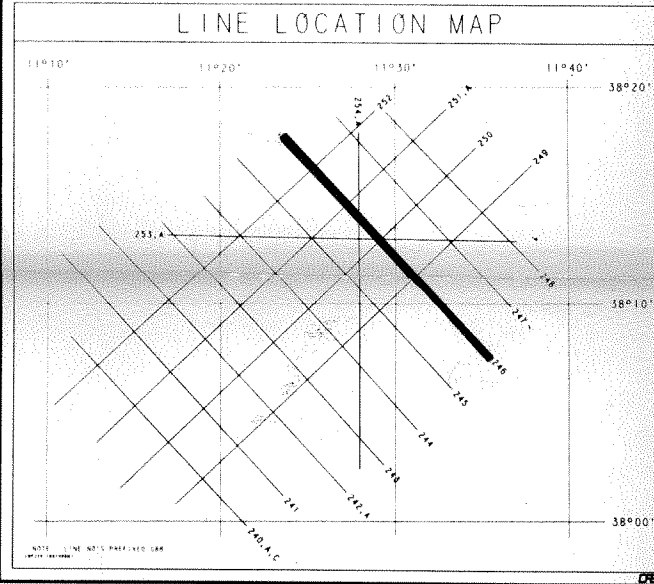 LINE LOCATION MAP
11°10' 11°20' 11°30' 11°40'
38°20'
252
251,A
254,A
250
249
253,A
248
38°10'
247
246
245
244
243
242,A
241
38°00'
240,A,C
NOTE : LINE NO'S PREFIXED GBB